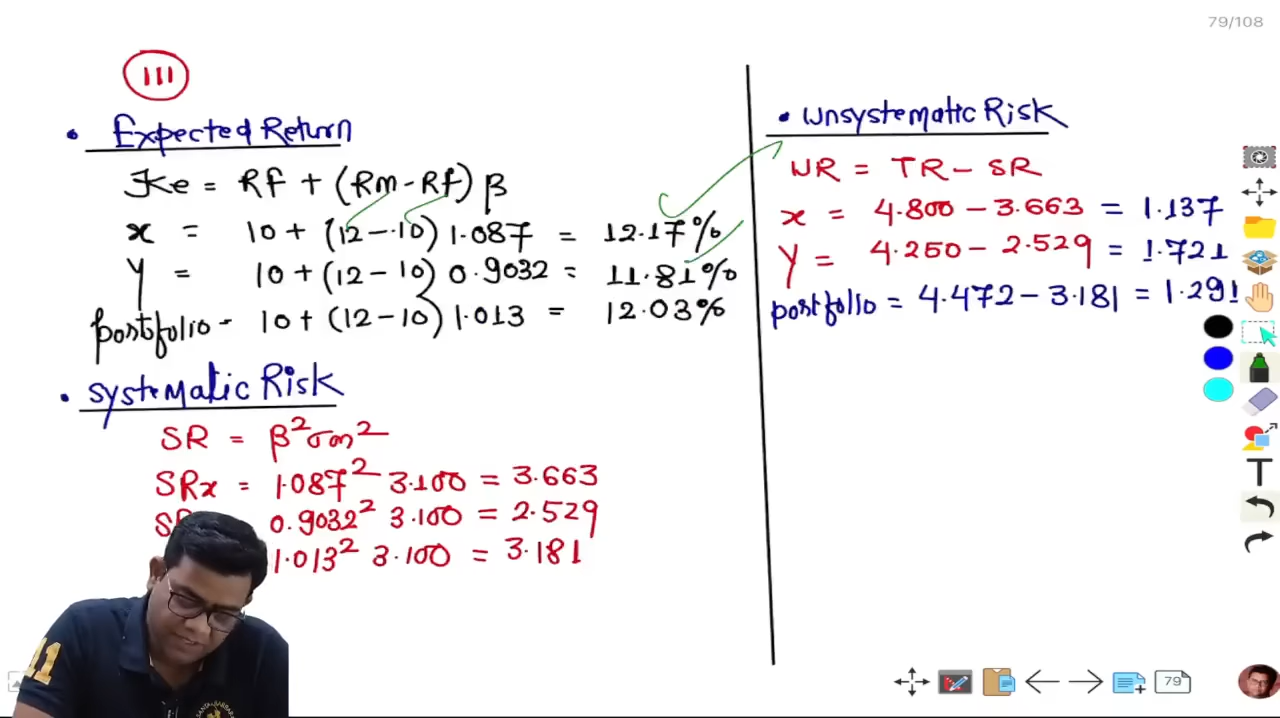 79/108
III
• Expected Return
Ke = Rf + (Rm - Rf) β
x = 10 + (12 - 10) 1.087 = 12.17%
Y = 10 + (12 - 10) 0.9032 = 11.81%
portfolio - 10 + (12 - 10) 1.013 = 12.03%
• Systematic Risk
SR = β² σm²
SRx = 1.087² 3.100 = 3.663
0.9032² 3.100 = 2.529
1.013² 3.100 = 3.181
• Unsystematic Risk
UR = TR - SR
x = 4.800 - 3.663 = 1.137
Y = 4.250 - 2.529 = 1.721
portfolio = 4.472 - 3.181 = 1.291
T
79